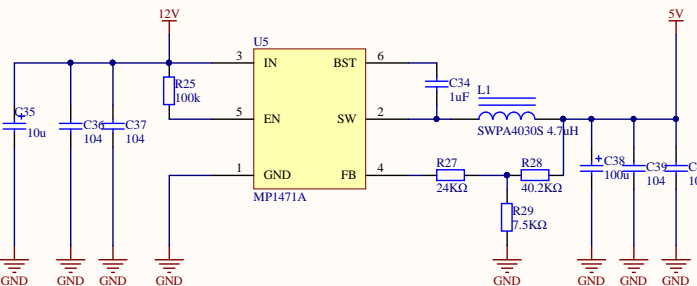 12V
5V
U5
3
IN
BST
6
R25
100k
C34
1uF
L1
C35
10u
C36
104
C37
104
5
EN
SW
2
SWPA4030S 4.7uH
C38
100u
C39
104
1
GND
FB
4
R27
24KΩ
R28
40.2KΩ
MP1471A
R29
7.5KΩ
GND
GND
GND
GND
GND
GND
GND
GND